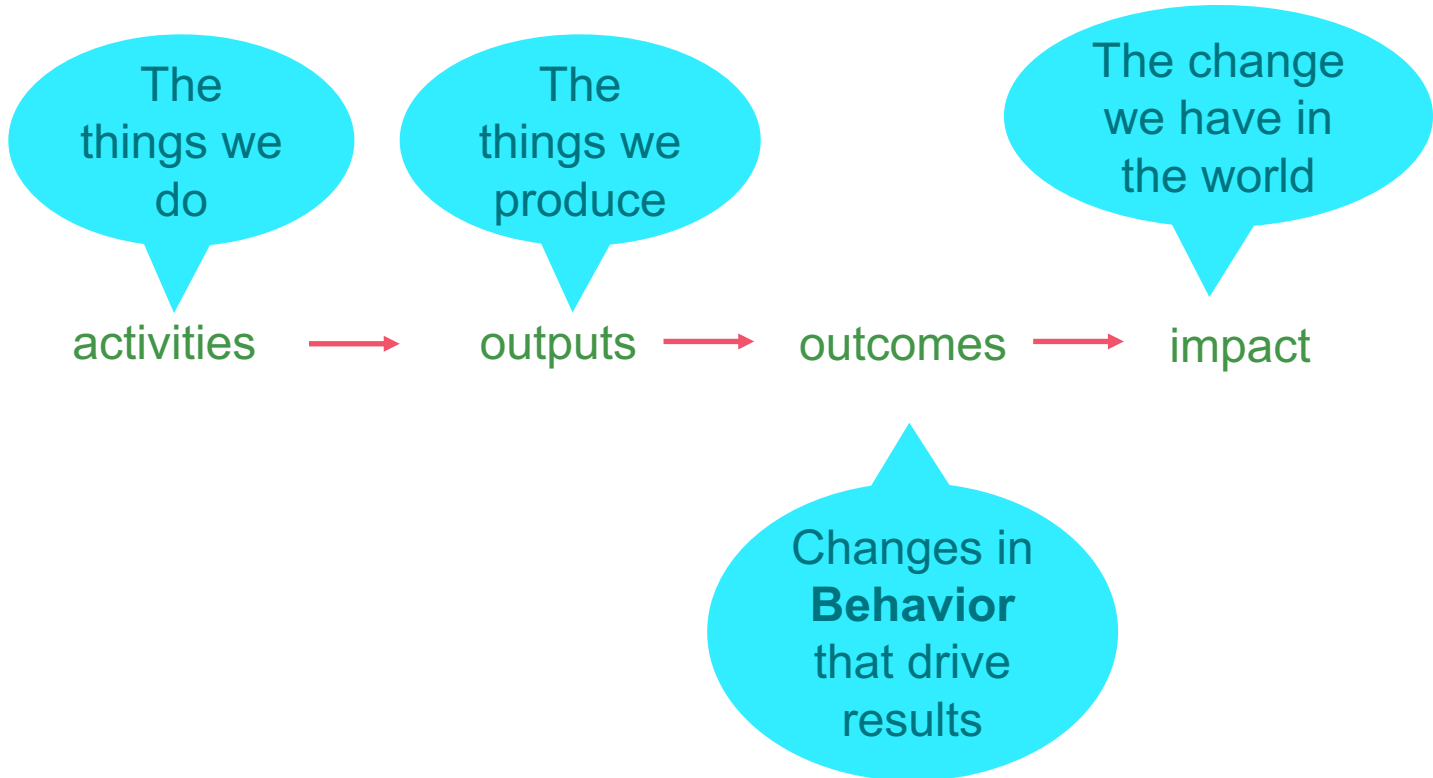 The
things we
do
The
things we
produce
The change
we have in
the world
activities
outputs
outcomes
impact
Changes in
Behavior
that drive
results